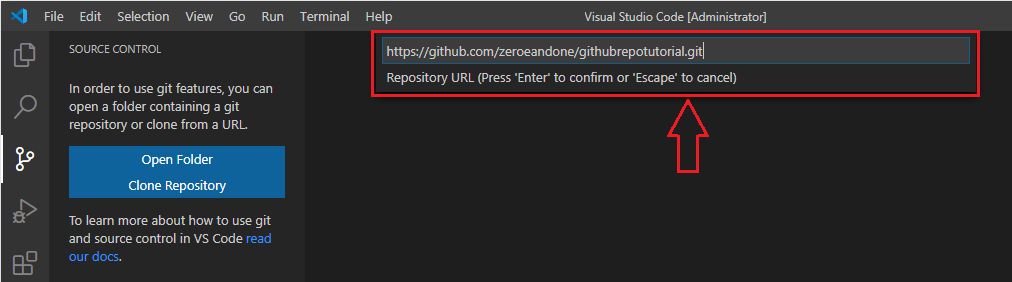 File Edit Selection View Go Run Terminal Help Visual Studio Code [Administrator]
SOURCE CONTROL
In order to use git features, you can
open a folder containing a git
repository or clone from a URL.
Open Folder
Clone Repository
To learn more about how to use git
and source control in VS Code read
our docs.
https://github.com/zeroeandone/githubrepotutorial.git
Repository URL (Press 'Enter' to confirm or 'Escape' to cancel)